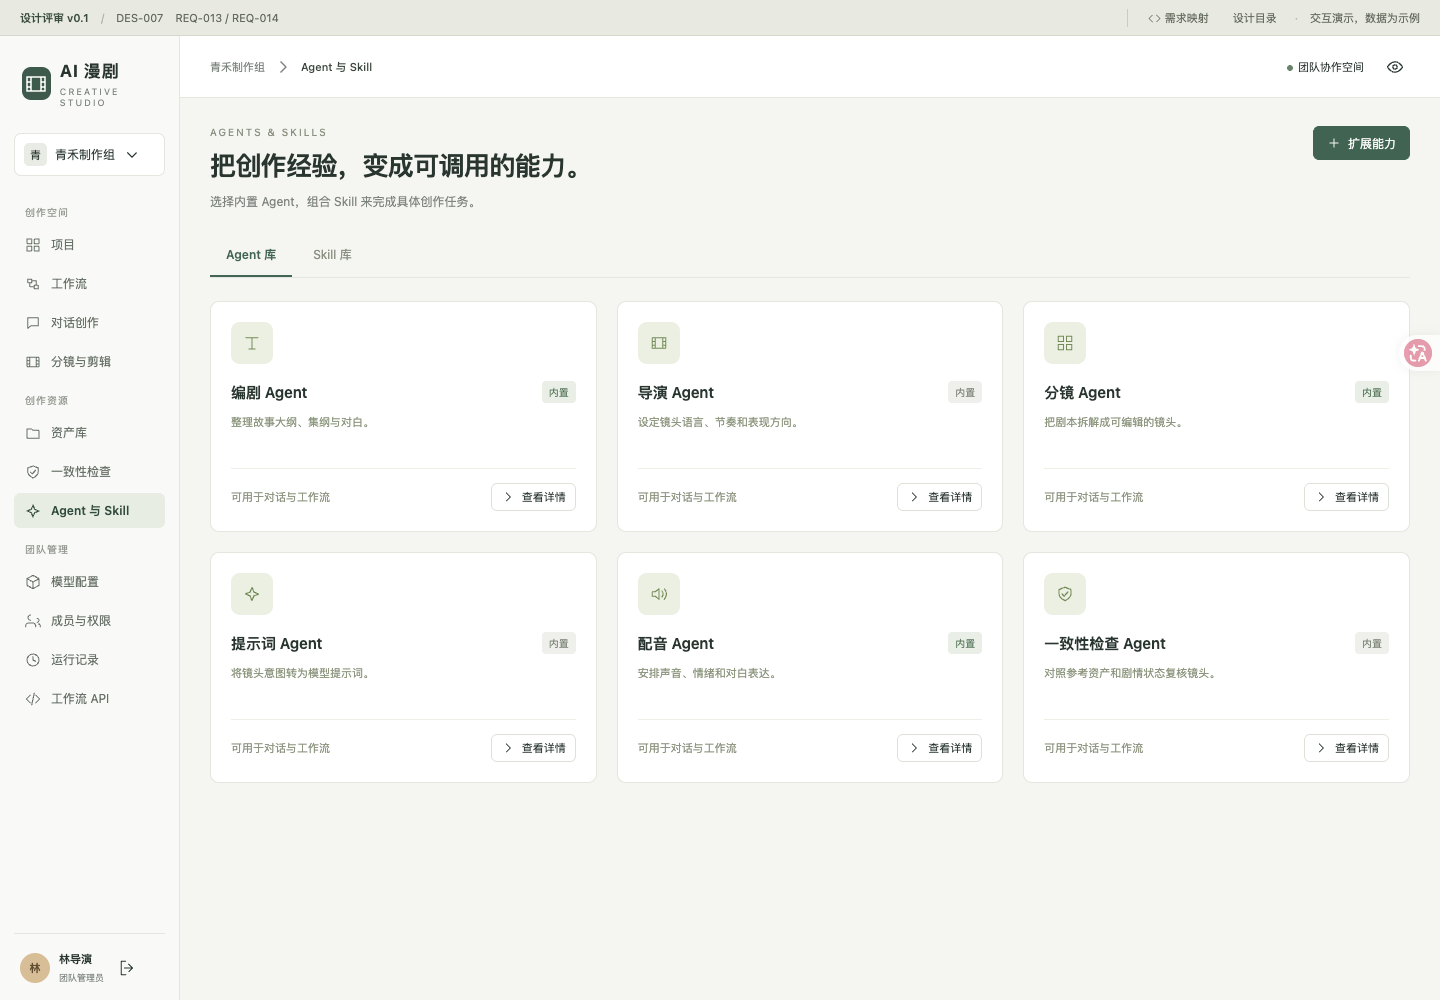 设计评审 v0.1 / DES-007 REQ-013 / REQ-014
需求映射 设计目录 · 交互演示，数据为示例
AI 漫剧
CREATIVE
STUDIO
青 青禾制作组
创作空间
项目
工作流
对话创作
分镜与剪辑
创作资源
资产库
一致性检查
Agent 与 Skill
团队管理
模型配置
成员与权限
运行记录
工作流 API
林 林导演
团队管理员
青禾制作组 Agent 与 Skill
团队协作空间
AGENTS & SKILLS
把创作经验，变成可调用的能力。
选择内置 Agent，组合 Skill 来完成具体创作任务。
扩展能力
Agent 库 Skill 库
编剧 Agent 内置
整理故事大纲、集纲与对白。
可用于对话与工作流 查看详情
导演 Agent 内置
设定镜头语言、节奏和表现方向。
可用于对话与工作流 查看详情
分镜 Agent 内置
把剧本拆解成可编辑的镜头。
可用于对话与工作流 查看详情
提示词 Agent 内置
将镜头意图转为模型提示词。
可用于对话与工作流 查看详情
配音 Agent 内置
安排声音、情绪和对白表达。
可用于对话与工作流 查看详情
一致性检查 Agent 内置
对照参考资产和剧情状态复核镜头。
可用于对话与工作流 查看详情